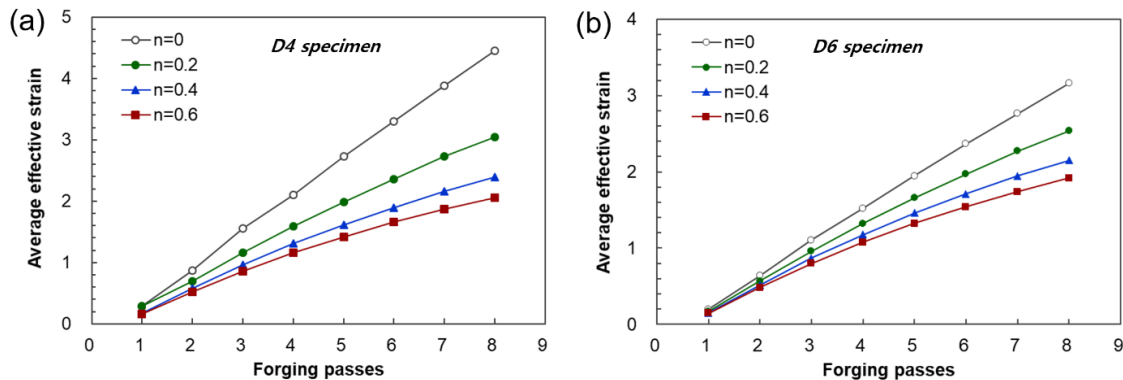 (a)
D4 specimen
n=0
n=0.2
n=0.4
n=0.6
Average effective strain
5
4
3
2
1
0
0 1 2 3 4 5 6 7 8 9
Forging passes
(b)
D6 specimen
n=0
n=0.2
n=0.4
n=0.6
Average effective strain
4
3
2
1
0
0 1 2 3 4 5 6 7 8 9
Forging passes